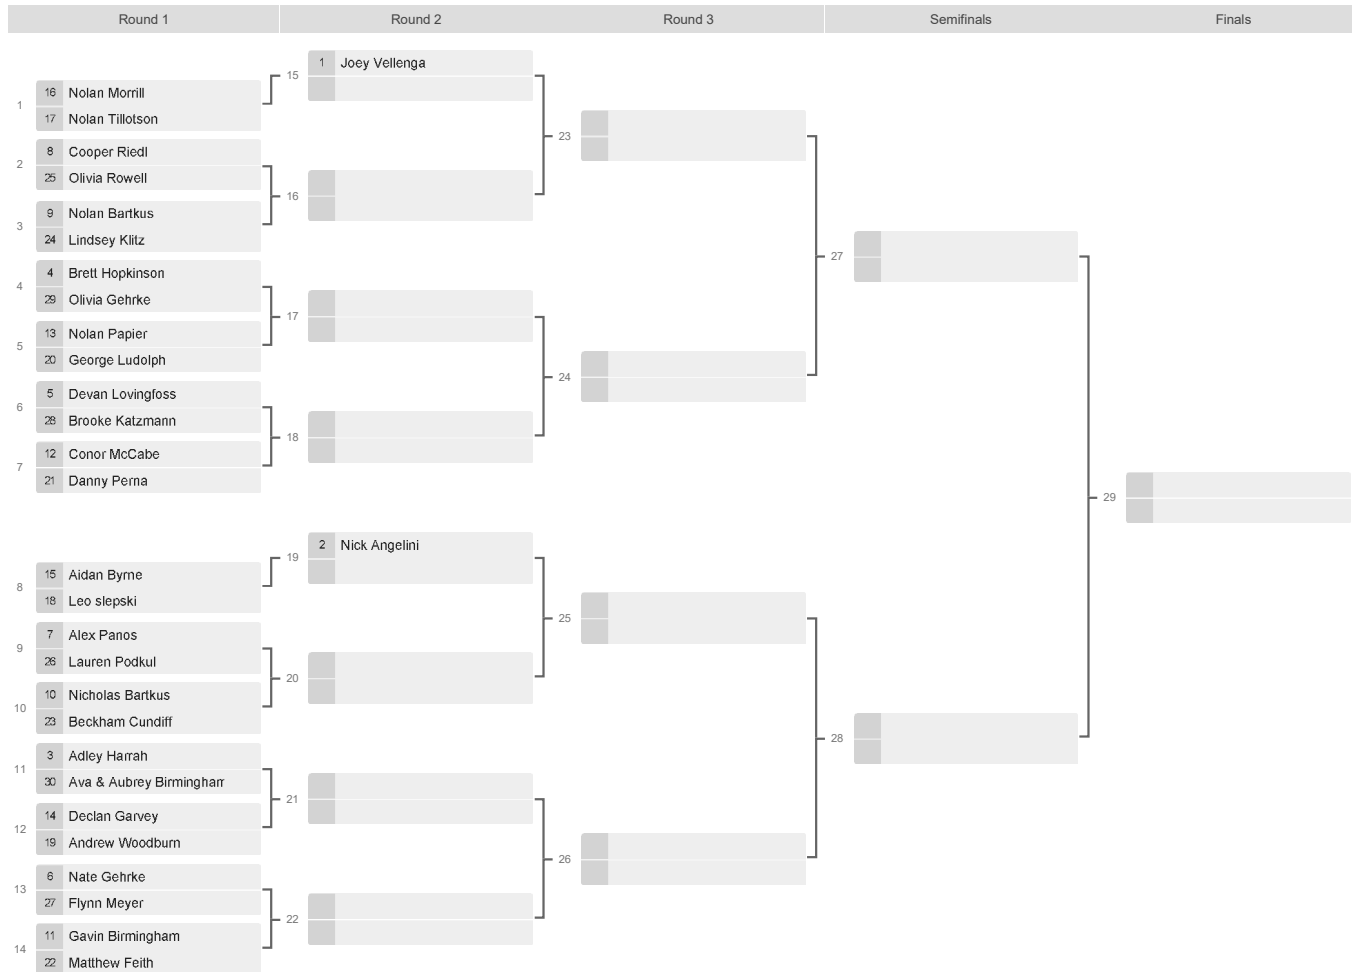 Round 1 Round 2 Round 3 Semifinals Finals
15 1 Joey Vellenga
1 16 Nolan Morrill
17 Nolan Tillotson
23
2 8 Cooper Riedl
25 Olivia Rowell
16
3 9 Nolan Bartkus
24 Lindsey Klitz
27
4 4 Brett Hopkinson
29 Olivia Gehrke
17
5 13 Nolan Papier
20 George Ludolph
24
6 5 Devan Lovingfoss
28 Brooke Katzmann
18
7 12 Conor McCabe
21 Danny Perna
29
19 2 Nick Angelini
8 15 Aidan Byrne
18 Leo slepski
25
9 7 Alex Panos
26 Lauren Podkul
20
10 10 Nicholas Bartkus
23 Beckham Cundiff
28
11 3 Adley Harrah
30 Ava & Aubrey Birmingham
21
12 14 Declan Garvey
19 Andrew Woodburn
26
13 6 Nate Gehrke
27 Flynn Meyer
22
14 11 Gavin Birmingham
22 Matthew Feith